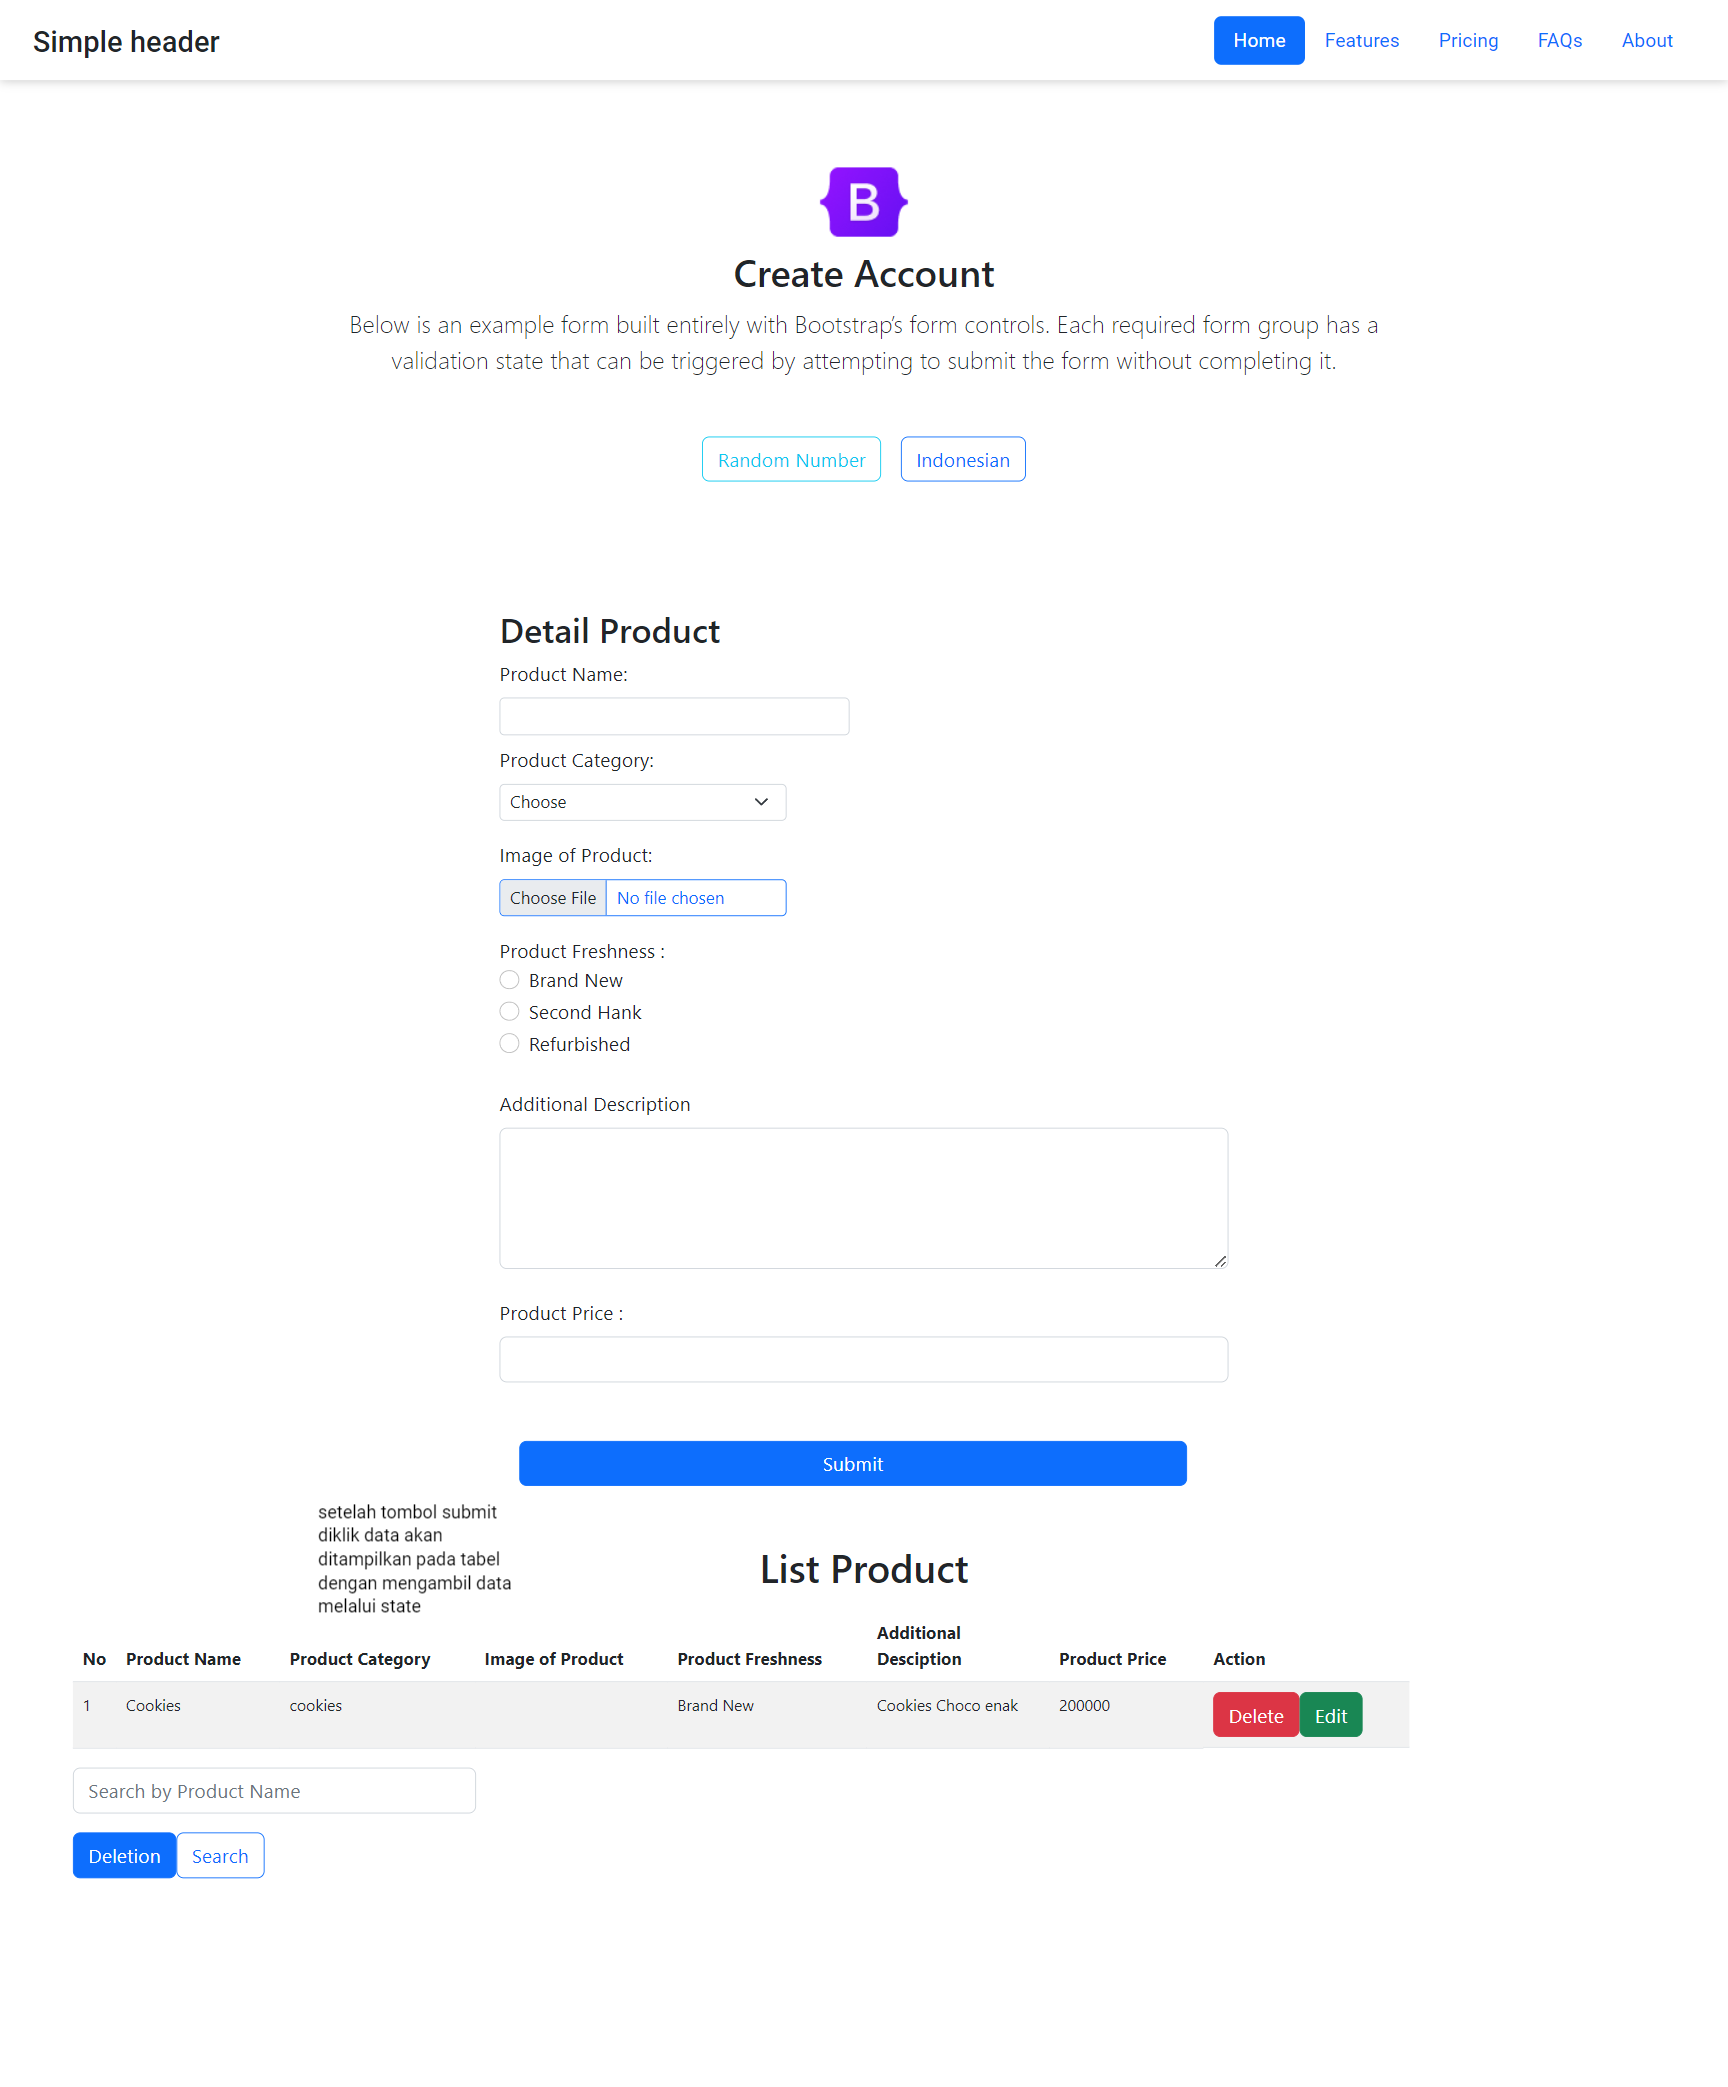 Simple header
Home Features Pricing FAQs About
B
Create Account
Below is an example form built entirely with Bootstrap’s form controls. Each required form group has a
validation state that can be triggered by attempting to submit the form without completing it.
Random Number Indonesian
Detail Product
Product Name:
Product Category:
Choose
Image of Product:
Choose File No file chosen
Product Freshness :
Brand New
Second Hank
Refurbished
Additional Description
Product Price :
Submit
setelah tombol submit
diklik data akan
ditampilkan pada tabel
dengan mengambil data
melalui state
List Product
No Product Name Product Category Image of Product Product Freshness Additional
Desciption Product Price Action
1 Cookies cookies Brand New Cookies Choco enak 200000 Delete Edit
Search by Product Name
Deletion Search